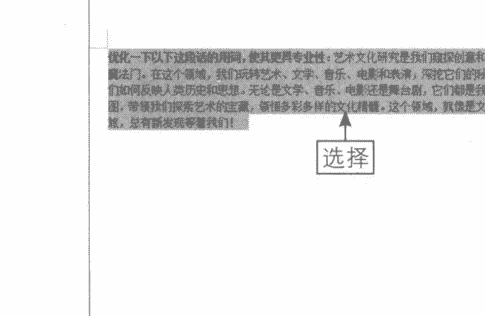 优化一下以下这段话的用词，使其更具专业性：艺术文化研究是我们窥探创意和
魔法门。在这个领域，我们玩转艺术、文学、音乐、电影和表演，深挖它们的
们如何反映人类历史和思想。无论是文学、音乐、电影还是舞台剧，它们都是我
图，带领我们探索艺术的宝藏，领悟多彩多样的文化精髓。这个领域，就像是文
，总有新发现等着我们！
选择